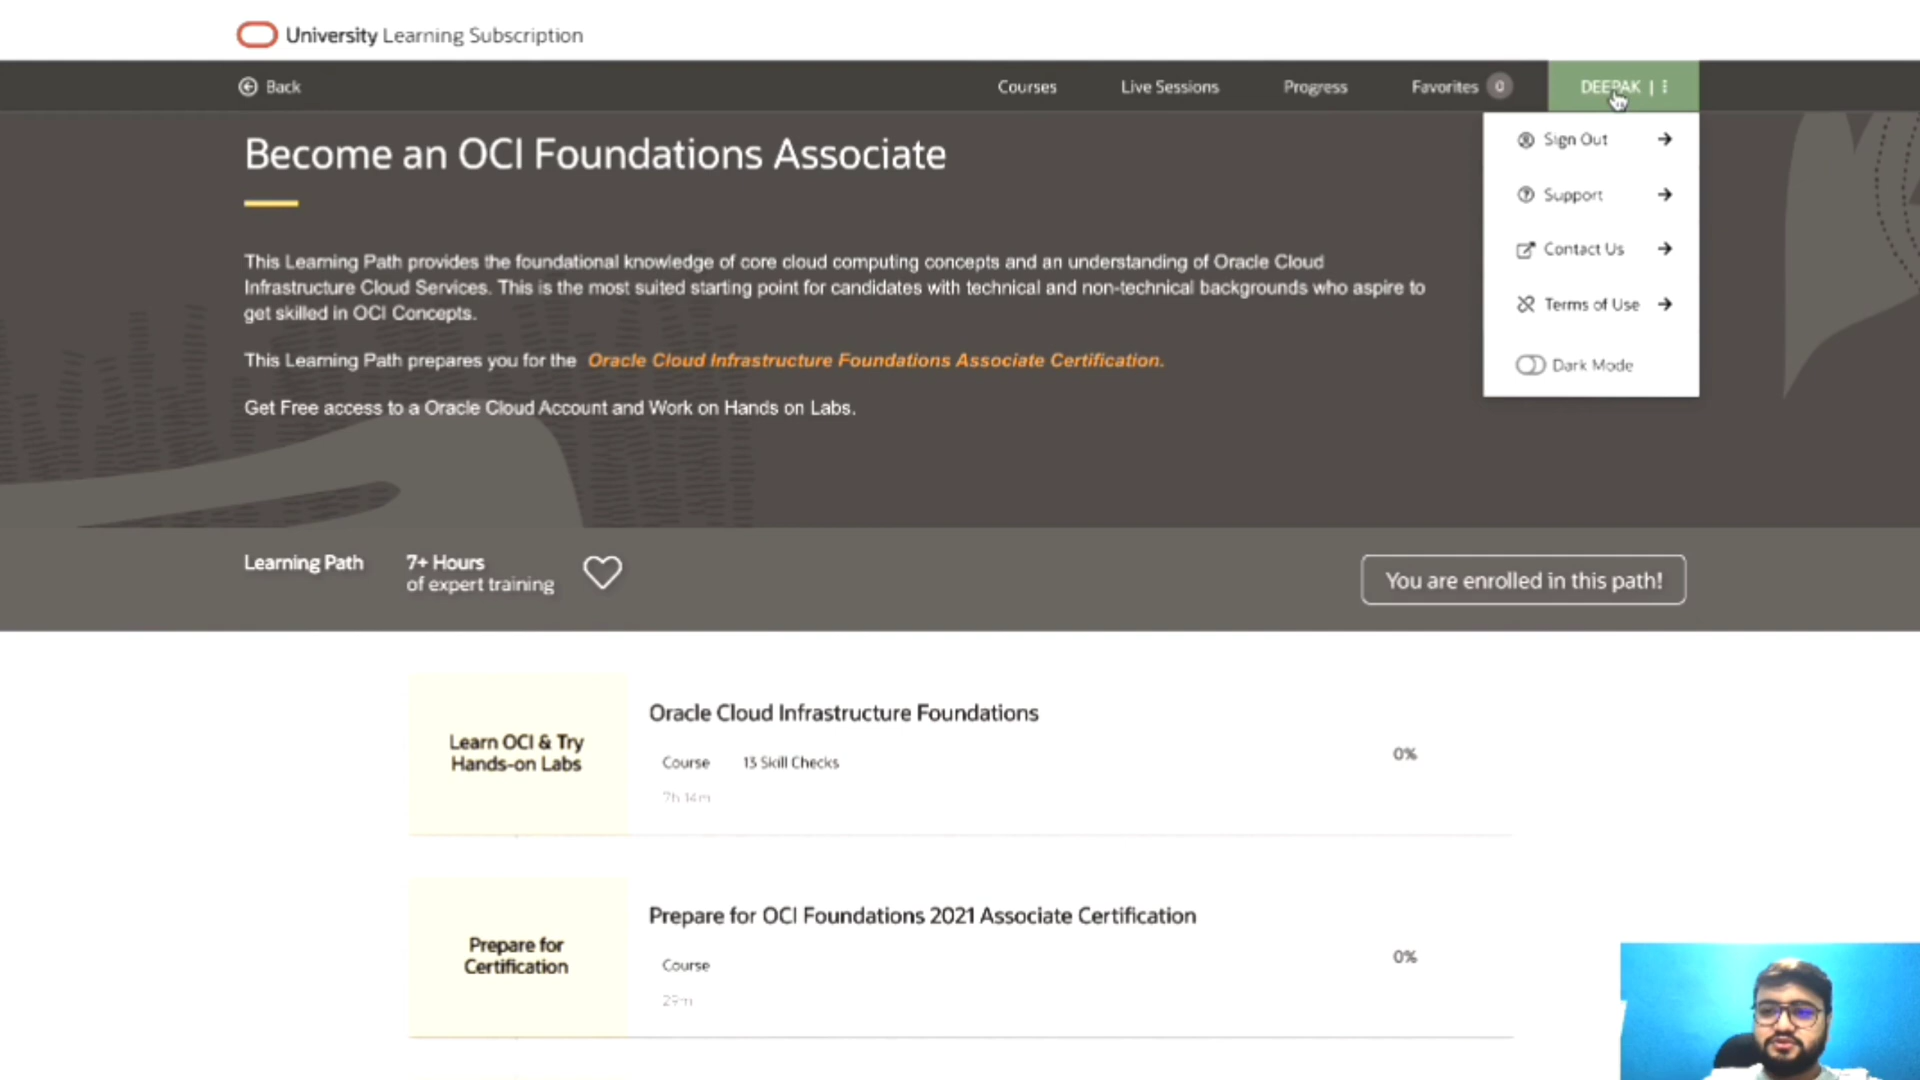 University Learning Subscription
Back
Courses
Live Sessions
Progress
Favorites 0
DEEPAK | ⋮
Sign Out
Support
Contact Us
Terms of Use
Dark Mode
Become an OCI Foundations Associate
This Learning Path provides the foundational knowledge of core cloud computing concepts and an understanding of Oracle Cloud
Infrastructure Cloud Services. This is the most suited starting point for candidates with technical and non-technical backgrounds who aspire to
get skilled in OCI Concepts.
This Learning Path prepares you for the Oracle Cloud Infrastructure Foundations Associate Certification.
Get Free access to a Oracle Cloud Account and Work on Hands on Labs.
Learning Path
7+ Hours
of expert training
You are enrolled in this path!
Learn OCI & Try
Hands-on Labs
Oracle Cloud Infrastructure Foundations
Course 13 Skill Checks
7h 14m
0%
Prepare for
Certification
Prepare for OCI Foundations 2021 Associate Certification
Course
29m
0%